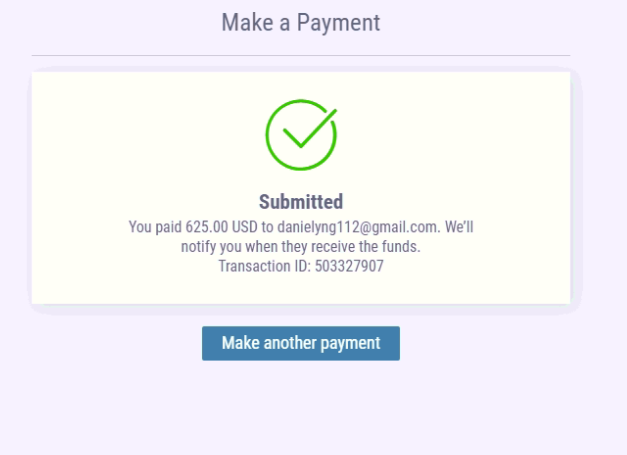 Make a Payment
Submitted
You paid 625.00 USD to danielyng112@gmail.com. We'll
notify you when they receive the funds.
Transaction ID: 503327907
Make another payment